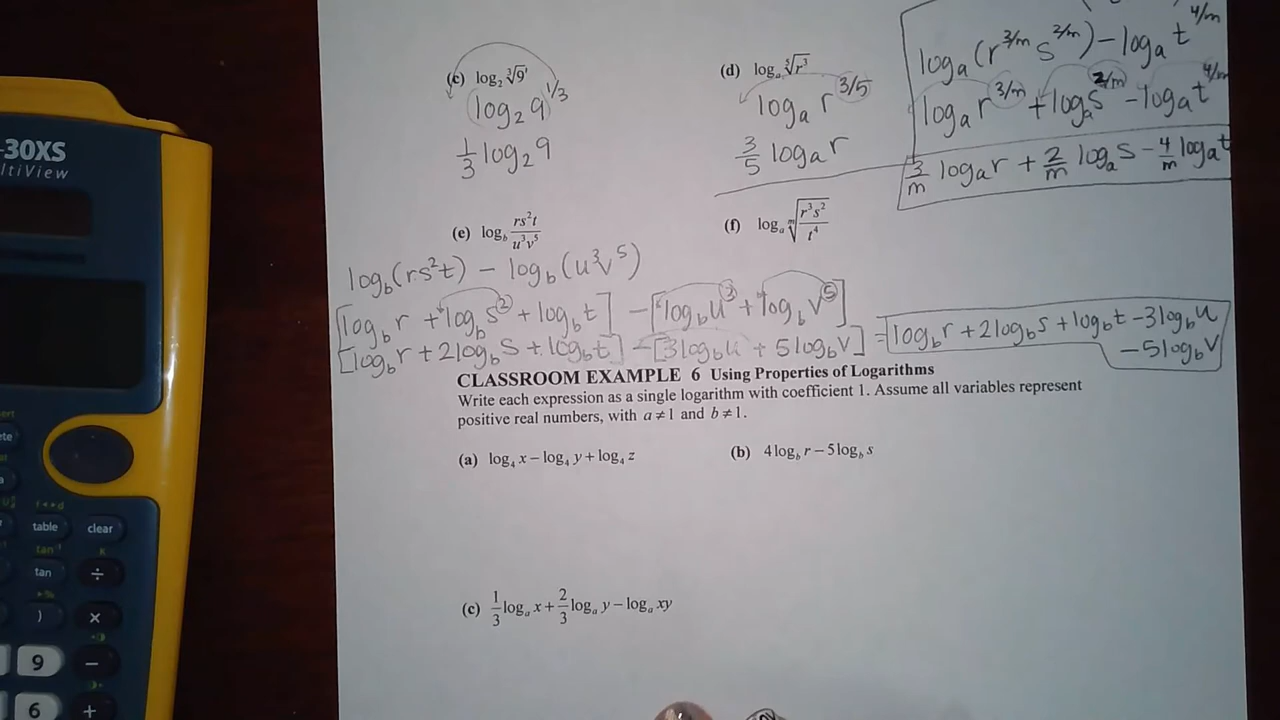 -30XS
ltiView
table
clear
tan⁻¹
tan
÷
)
×
9
−
6
+
(c) log₂ ∛9
log₂ 9^(1/3)
1/3 log₂ 9
(d) logₐ ⁵√r³
logₐ r^(3/5)
3/5 logₐ r
logₐ(r^(3/m) s^(2/m)) − logₐ t^(4/m)
logₐ r^(3/m) + logₐ s^(2/m) − logₐ t^(4/m)
3/m logₐ r + 2/m logₐ s − 4/m logₐ t
(e) log_b rs²t/u³v⁵
(f) logₐ ᵐ√(r³s²/t⁴)
log_b(rs²t) − log_b(u³v⁵)
[log_b r + log_b s² + log_b t] − [log_b u³ + log_b v⁵]
[log_b r + 2log_b s + log_b t] − [3log_b u + 5log_b v] = log_b r + 2log_b s + log_b t − 3log_b u
− 5log_b v
CLASSROOM EXAMPLE 6 Using Properties of Logarithms
Write each expression as a single logarithm with coefficient 1. Assume all variables represent
positive real numbers, with a ≠ 1 and b ≠ 1.
(a) log₄ x − log₄ y + log₄ z
(b) 4 log_b r − 5 log_b s
(c) 1/3 logₐ x + 2/3 logₐ y − logₐ xy